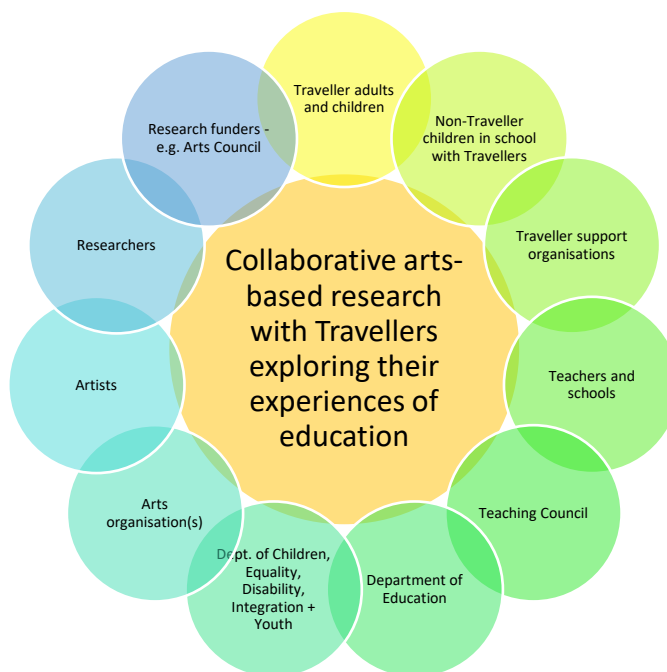 Traveller adults
and children
Non-Traveller
children in school
with Travellers
Traveller support
organisations
Teachers and
schools
Teaching Council
Department of
Education
Dept. of Children,
Equality,
Disability,
Integration +
Youth
Arts
organisation(s)
Artists
Researchers
Research funders -
e.g. Arts Council
Collaborative arts-
based research
with Travellers
exploring their
experiences of
education